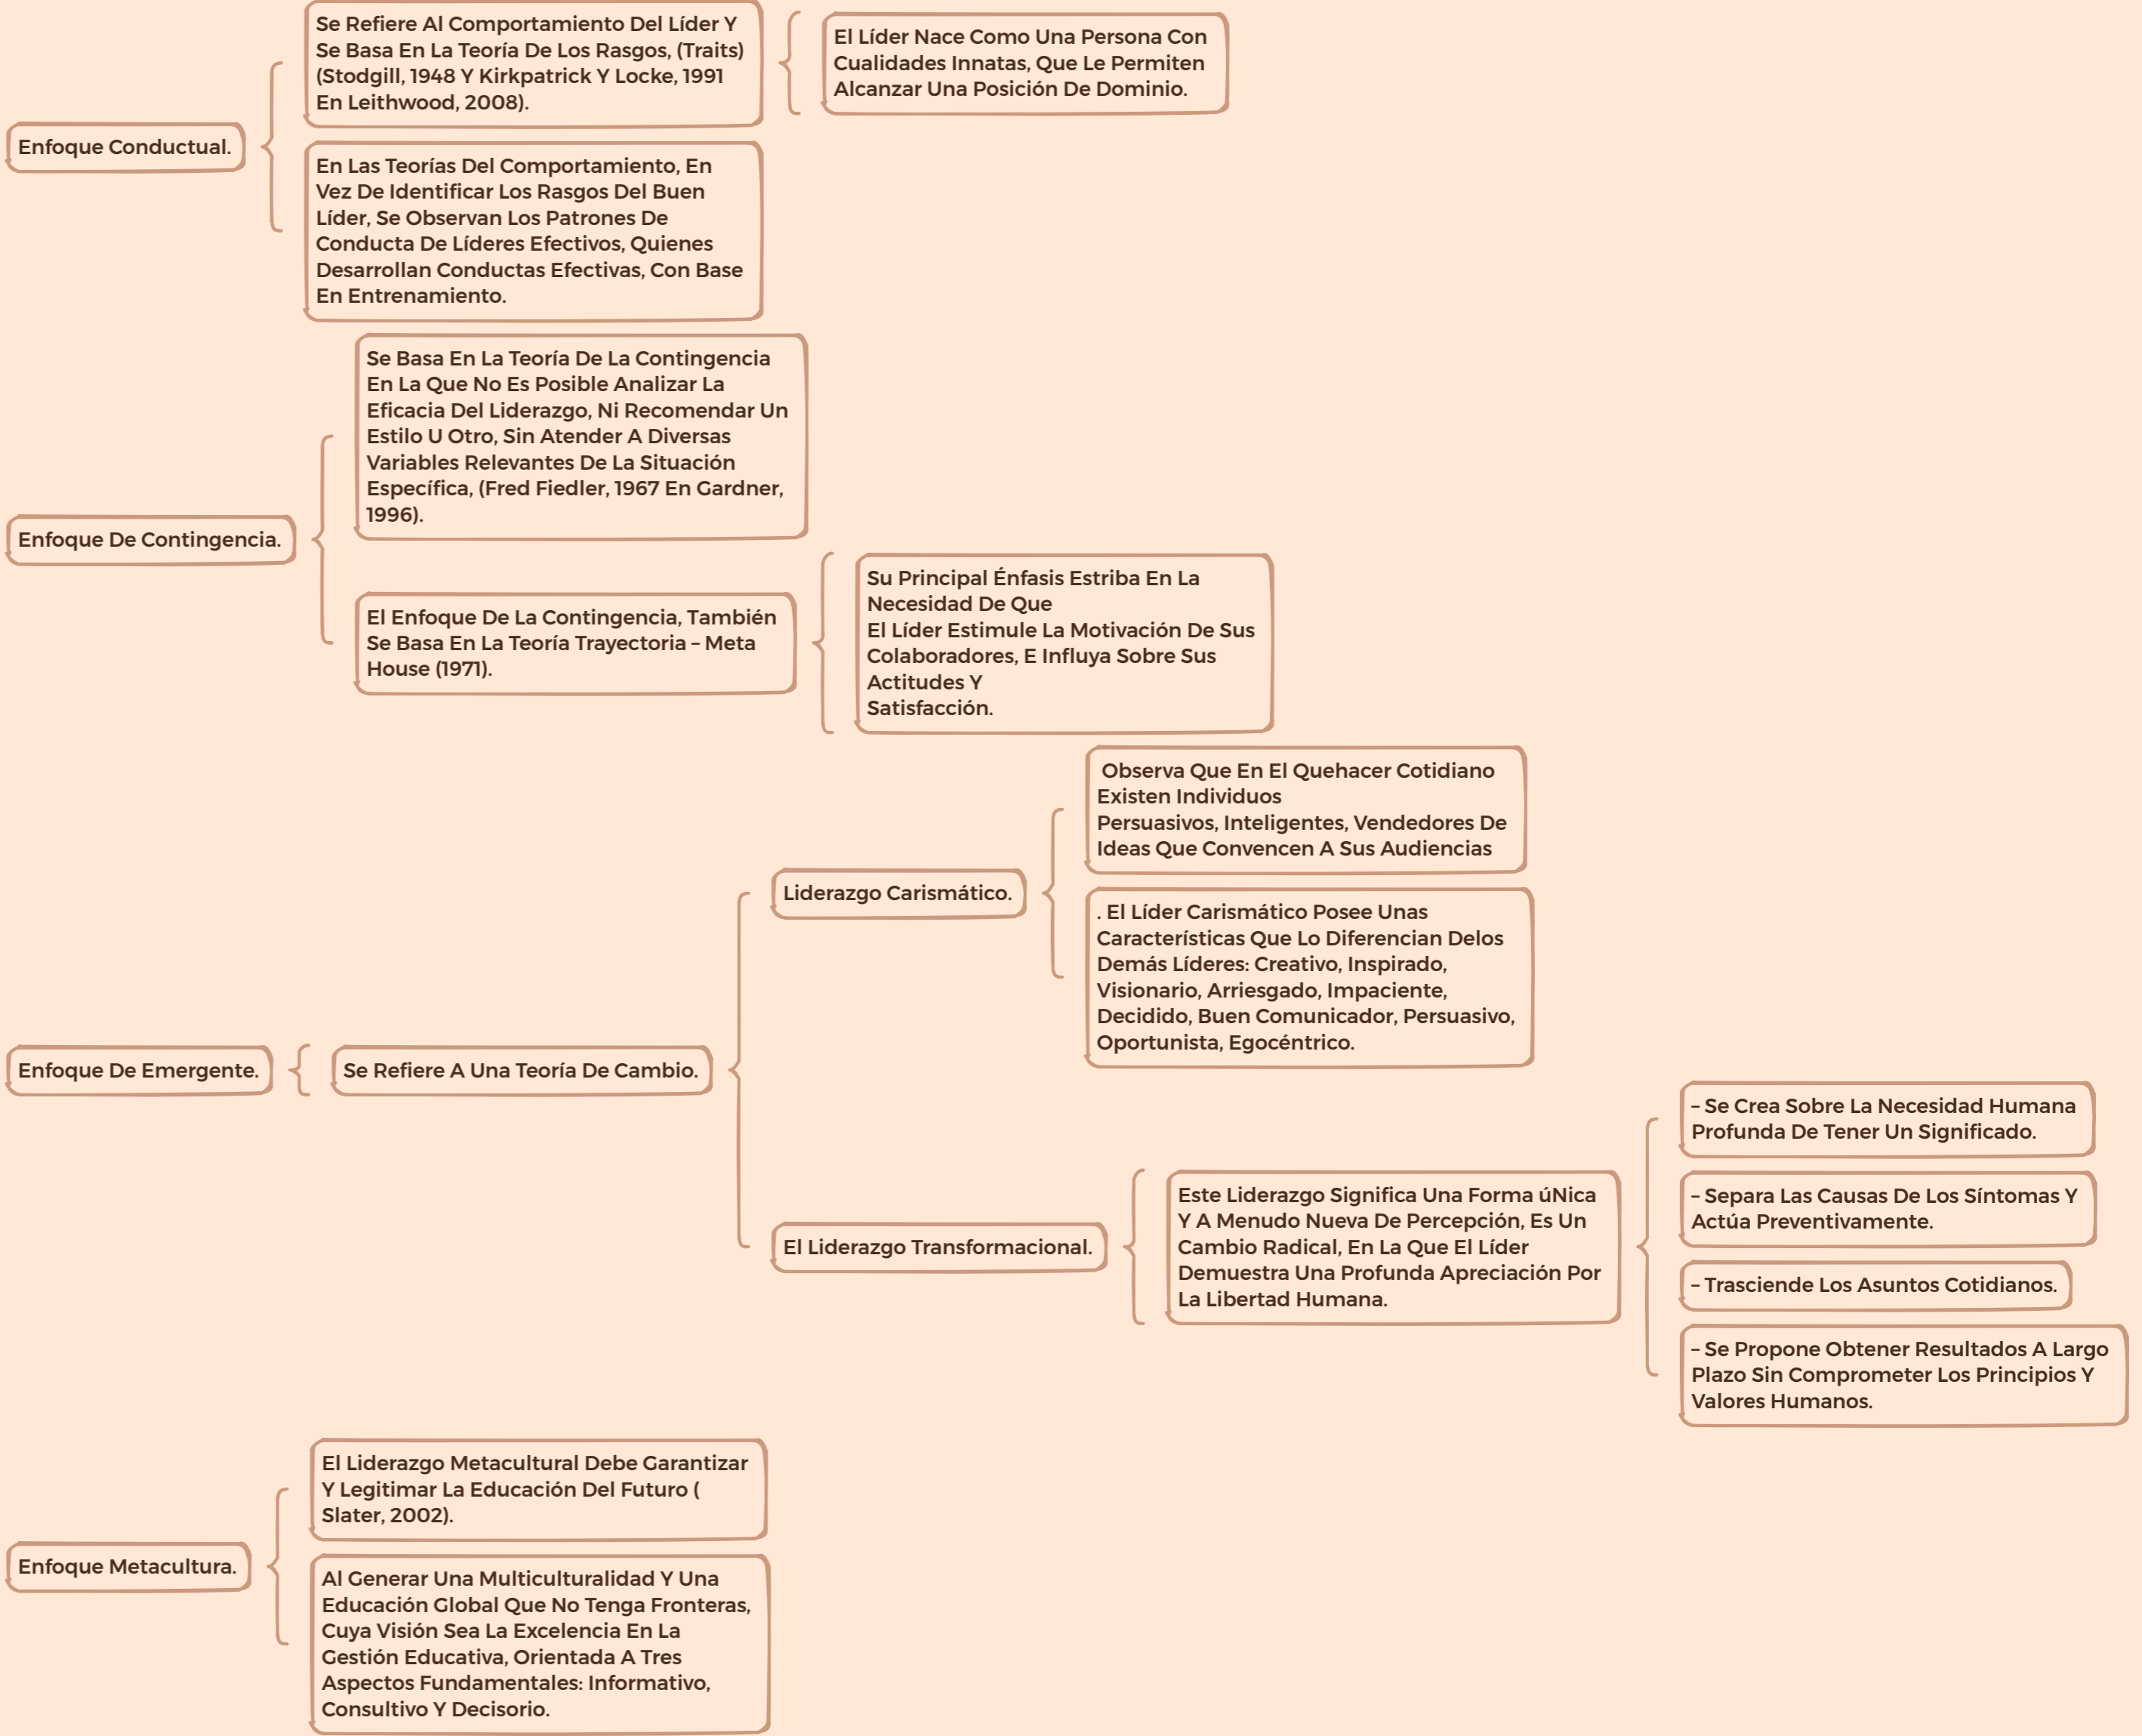 Enfoque Conductual.
Se Refiere Al Comportamiento Del Líder Y
Se Basa En La Teoría De Los Rasgos, (Traits)
(Stodgill, 1948 Y Kirkpatrick Y Locke, 1991
En Leithwood, 2008).
El Líder Nace Como Una Persona Con
Cualidades Innatas, Que Le Permiten
Alcanzar Una Posición De Dominio.
En Las Teorías Del Comportamiento, En
Vez De Identificar Los Rasgos Del Buen
Líder, Se Observan Los Patrones De
Conducta De Líderes Efectivos, Quienes
Desarrollan Conductas Efectivas, Con Base
En Entrenamiento.
Enfoque De Contingencia.
Se Basa En La Teoría De La Contingencia
En La Que No Es Posible Analizar La
Eficacia Del Liderazgo, Ni Recomendar Un
Estilo U Otro, Sin Atender A Diversas
Variables Relevantes De La Situación
Específica, (Fred Fiedler, 1967 En Gardner,
1996).
El Enfoque De La Contingencia, También
Se Basa En La Teoría Trayectoria – Meta
House (1971).
Su Principal Énfasis Estriba En La
Necesidad De Que
El Líder Estimule La Motivación De Sus
Colaboradores, E Influya Sobre Sus
Actitudes Y
Satisfacción.
Enfoque De Emergente.
Se Refiere A Una Teoría De Cambio.
Liderazgo Carismático.
Observa Que En El Quehacer Cotidiano
Existen Individuos
Persuasivos, Inteligentes, Vendedores De
Ideas Que Convencen A Sus Audiencias
. El Líder Carismático Posee Unas
Características Que Lo Diferencian Delos
Demás Líderes: Creativo, Inspirado,
Visionario, Arriesgado, Impaciente,
Decidido, Buen Comunicador, Persuasivo,
Oportunista, Egocéntrico.
El Liderazgo Transformacional.
Este Liderazgo Significa Una Forma úNica
Y A Menudo Nueva De Percepción, Es Un
Cambio Radical, En La Que El Líder
Demuestra Una Profunda Apreciación Por
La Libertad Humana.
– Se Crea Sobre La Necesidad Humana
Profunda De Tener Un Significado.
– Separa Las Causas De Los Síntomas Y
Actúa Preventivamente.
– Trasciende Los Asuntos Cotidianos.
– Se Propone Obtener Resultados A Largo
Plazo Sin Comprometer Los Principios Y
Valores Humanos.
Enfoque Metacultura.
El Liderazgo Metacultural Debe Garantizar
Y Legitimar La Educación Del Futuro (
Slater, 2002).
Al Generar Una Multiculturalidad Y Una
Educación Global Que No Tenga Fronteras,
Cuya Visión Sea La Excelencia En La
Gestión Educativa, Orientada A Tres
Aspectos Fundamentales: Informativo,
Consultivo Y Decisorio.